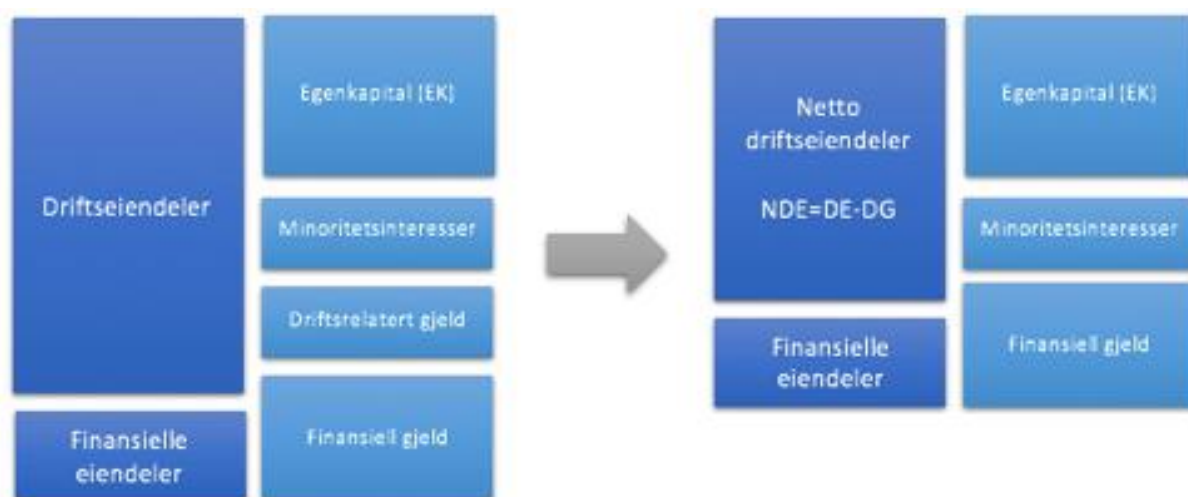 Driftseiendeler
Finansielle
eiendeler
Egenkapital (EK)
Minoritetsinteresser
Driftsrelatert gjeld
Finansiell gjeld
Netto
driftseiendeler
NDE=DE-DG
Finansielle
eiendeler
Egenkapital (EK)
Minoritetsinteresser
Finansiell gjeld